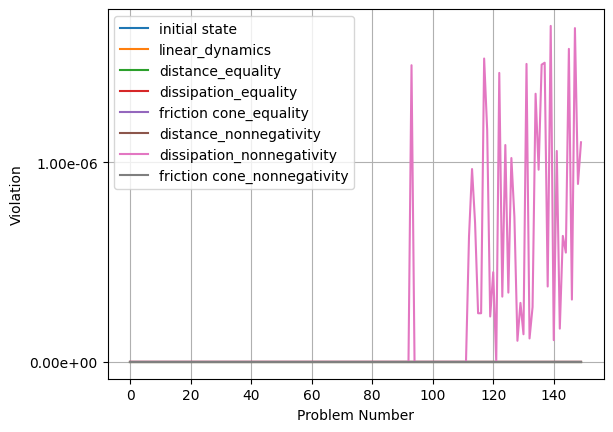 initial state
linear_dynamics
distance_equality
dissipation_equality
friction cone_equality
distance_nonnegativity
dissipation_nonnegativity
friction cone_nonnegativity
Violation
1.00e-06
0.00e+00
0 20 40 60 80 100 120 140
Problem Number